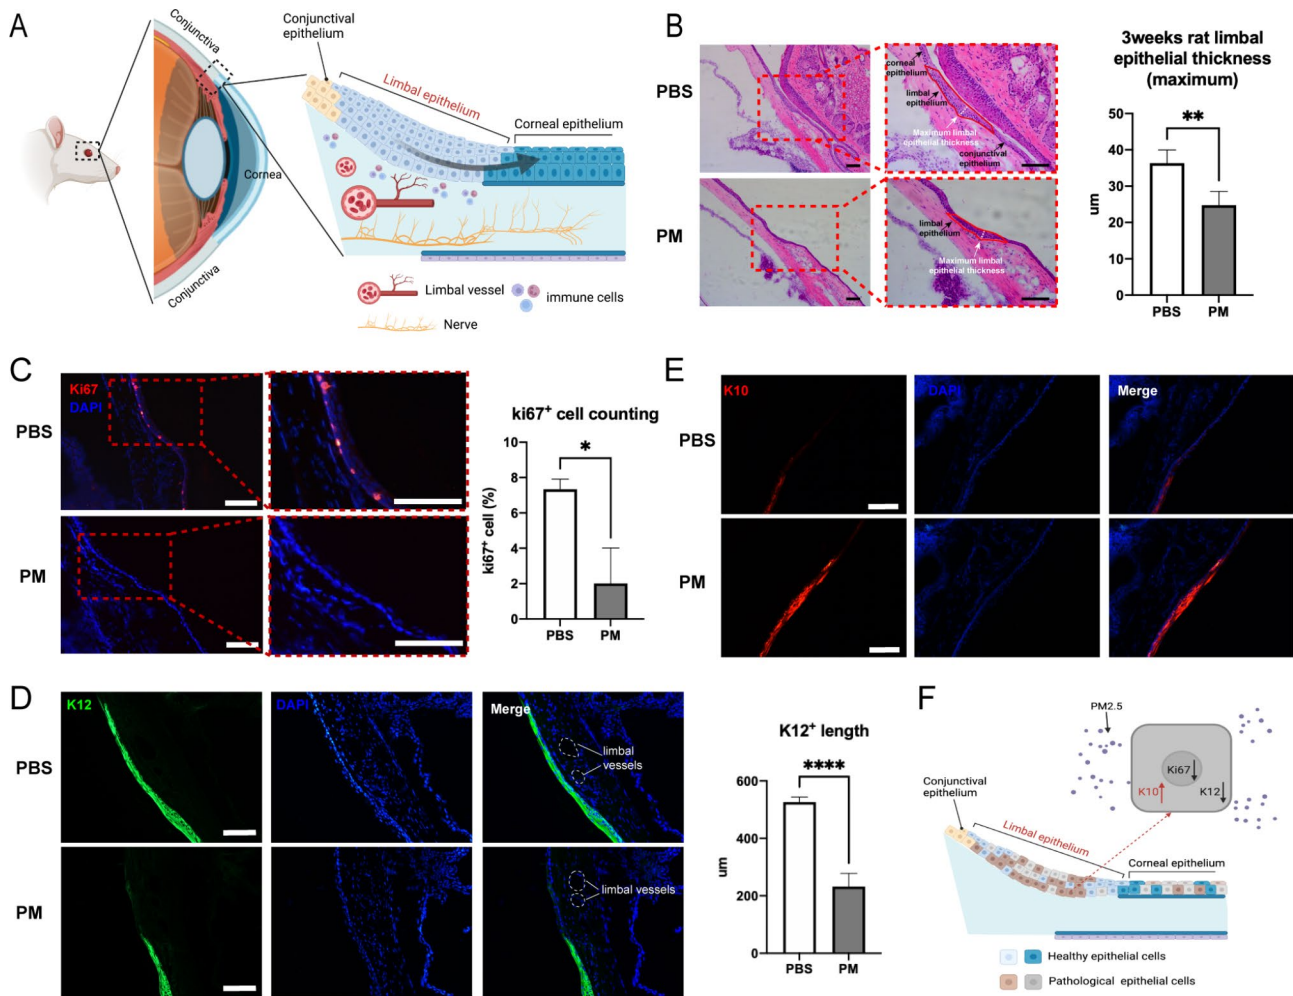 A
Conjunctiva
Cornea
Conjunctiva
Conjunctival
epithelium
Limbal epithelium
Corneal epithelium
Limbal vessel
immune cells
Nerve
B
PBS
PM
corneal
epithelium
limbal
epithelium
Maximum limbal
epithelial thickness
conjunctival
epithelium
limbal
epithelium
Maximum limbal
epithelial thickness
3weeks rat limbal
epithelial thickness
(maximum)
**
um
50
40
30
20
10
0
PBS
PM
C
Ki67
DAPI
PBS
PM
ki67+ cell counting
*
ki67+ cell (%)
10
8
6
4
2
0
PBS
PM
D
K12
DAPI
Merge
PBS
PM
limbal
vessels
limbal vessels
K12+ length
****
um
600
400
200
0
PBS
PM
E
K10
DAPI
Merge
PBS
PM
F
PM2.5
Ki67
K10
K12
Conjunctival
epithelium
Limbal epithelium
Corneal epithelium
Healthy epithelial cells
Pathological epithelial cells